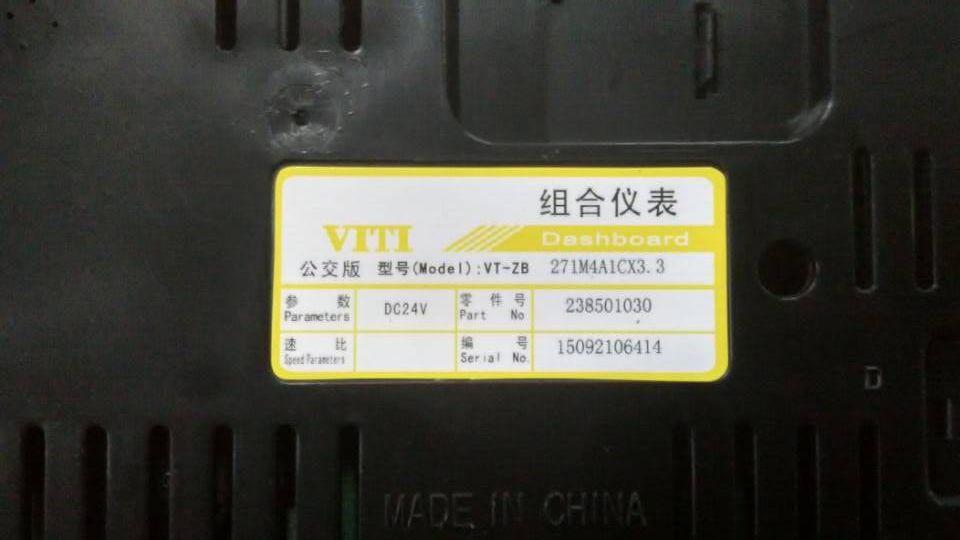 组合仪表
VITI Dashboard
公交版 型号(Model):VT-ZB 271M4A1CX3.3
参数 DC24V 零件号 238501030
Parameters Part No
速比 编号 15092106414
Speed Parameters Serial No.
D
MADE IN CHINA